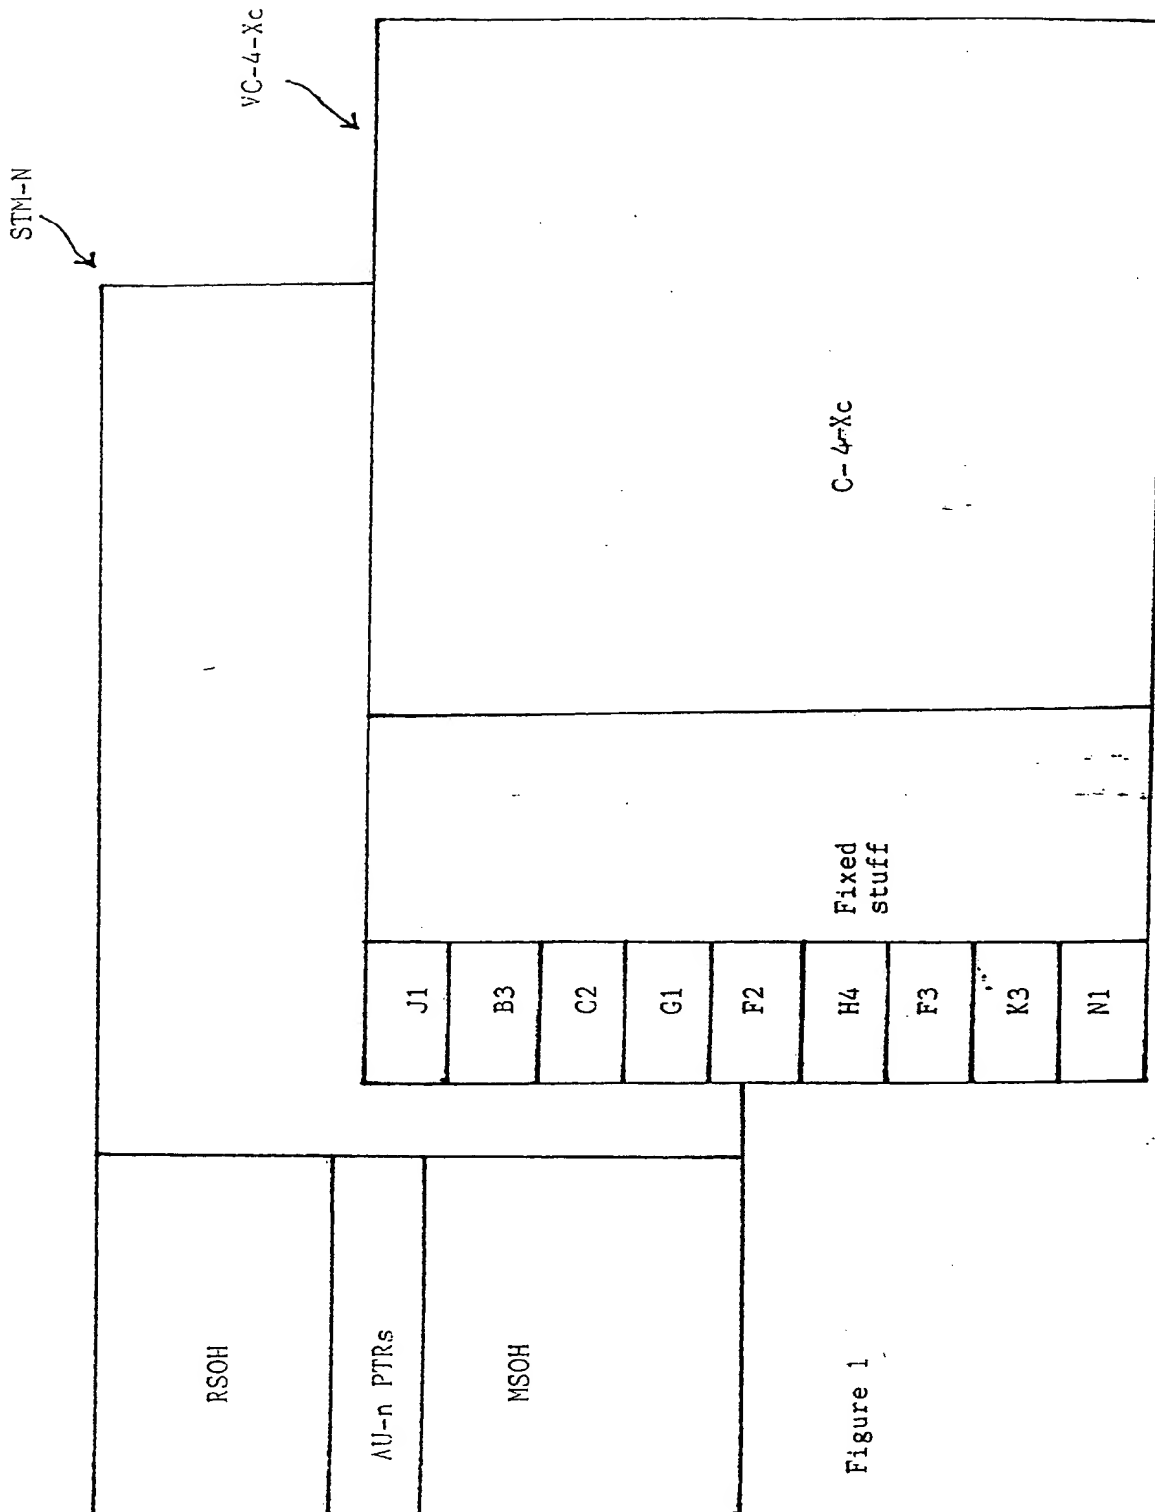 STM-N
VC-4-Xc
RSOH
AU-n PTRs
MSOH
J1
B3
C2
G1
F2
H4
F3
K3
N1
Fixed
stuff
C-4-Xc
Figure 1